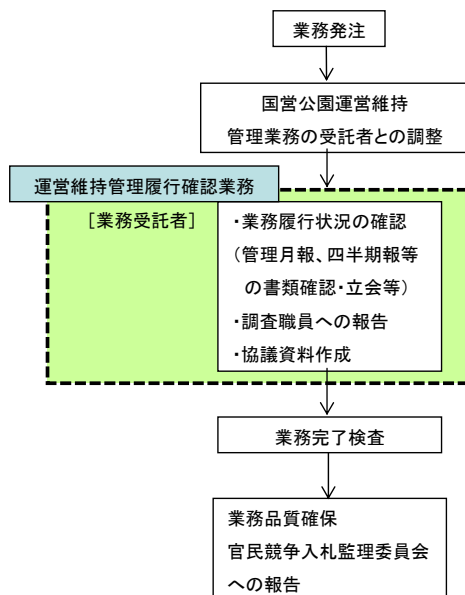 業務発注
国営公園運営維持
管理業務の受託者との調整
運営維持管理履行確認業務
[業務受託者]
・業務履行状況の確認
(管理月報、四半期報等
の書類確認・立会等)
・調査職員への報告
・協議資料作成
業務完了検査
業務品質確保
官民競争入札監理委員会
への報告